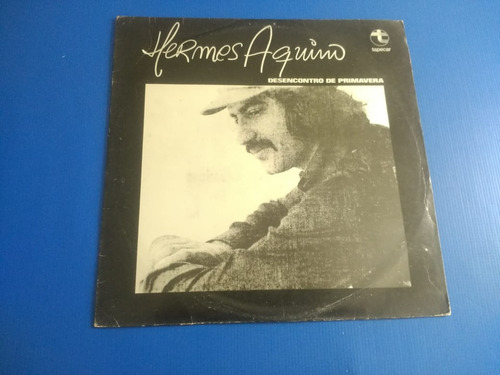 Hermes Aquino
t
tapecar
DESENCONTRO DE PRIMAVERA